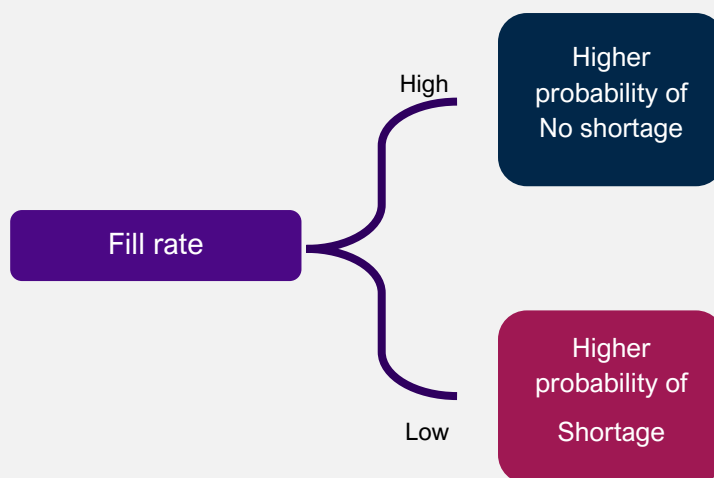 High
Higher
probability of
No shortage
Fill rate
Higher
probability of
Shortage
Low